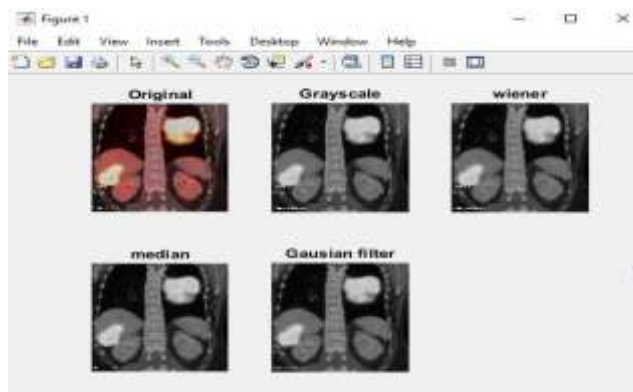 Figure 1
File Edit View Insert Tools Desktop Window Help
Original Grayscale wiener
median Gausian filter